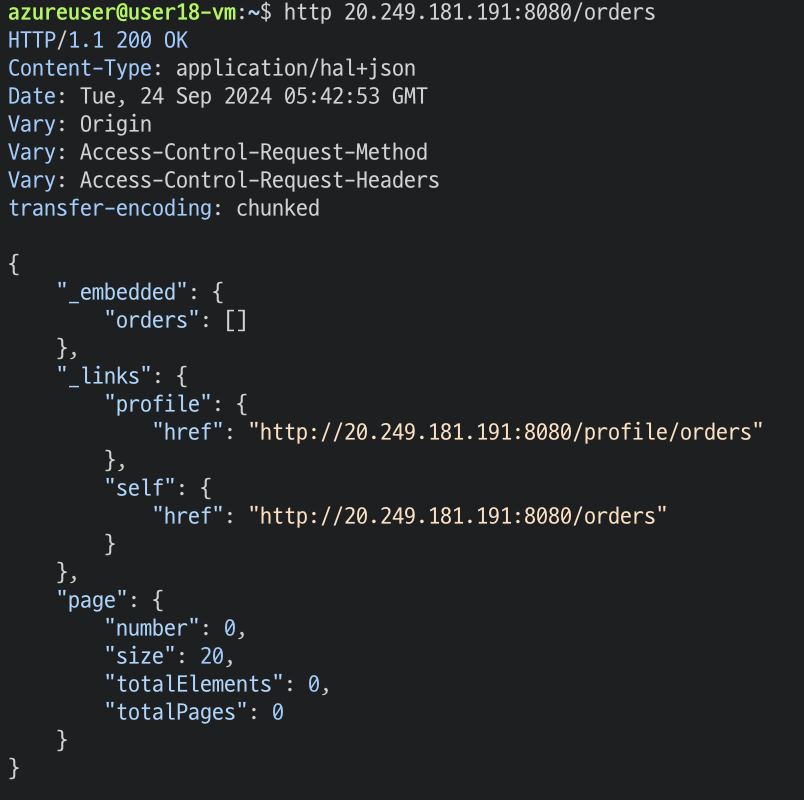 azureuser@user18-vm:~$ http 20.249.181.191:8080/orders
HTTP/1.1 200 OK
Content-Type: application/hal+json
Date: Tue, 24 Sep 2024 05:42:53 GMT
Vary: Origin
Vary: Access-Control-Request-Method
Vary: Access-Control-Request-Headers
transfer-encoding: chunked

{
    "_embedded": {
        "orders": []
    },
    "_links": {
        "profile": {
            "href": "http://20.249.181.191:8080/profile/orders"
        },
        "self": {
            "href": "http://20.249.181.191:8080/orders"
        }
    },
    "page": {
        "number": 0,
        "size": 20,
        "totalElements": 0,
        "totalPages": 0
    }
}